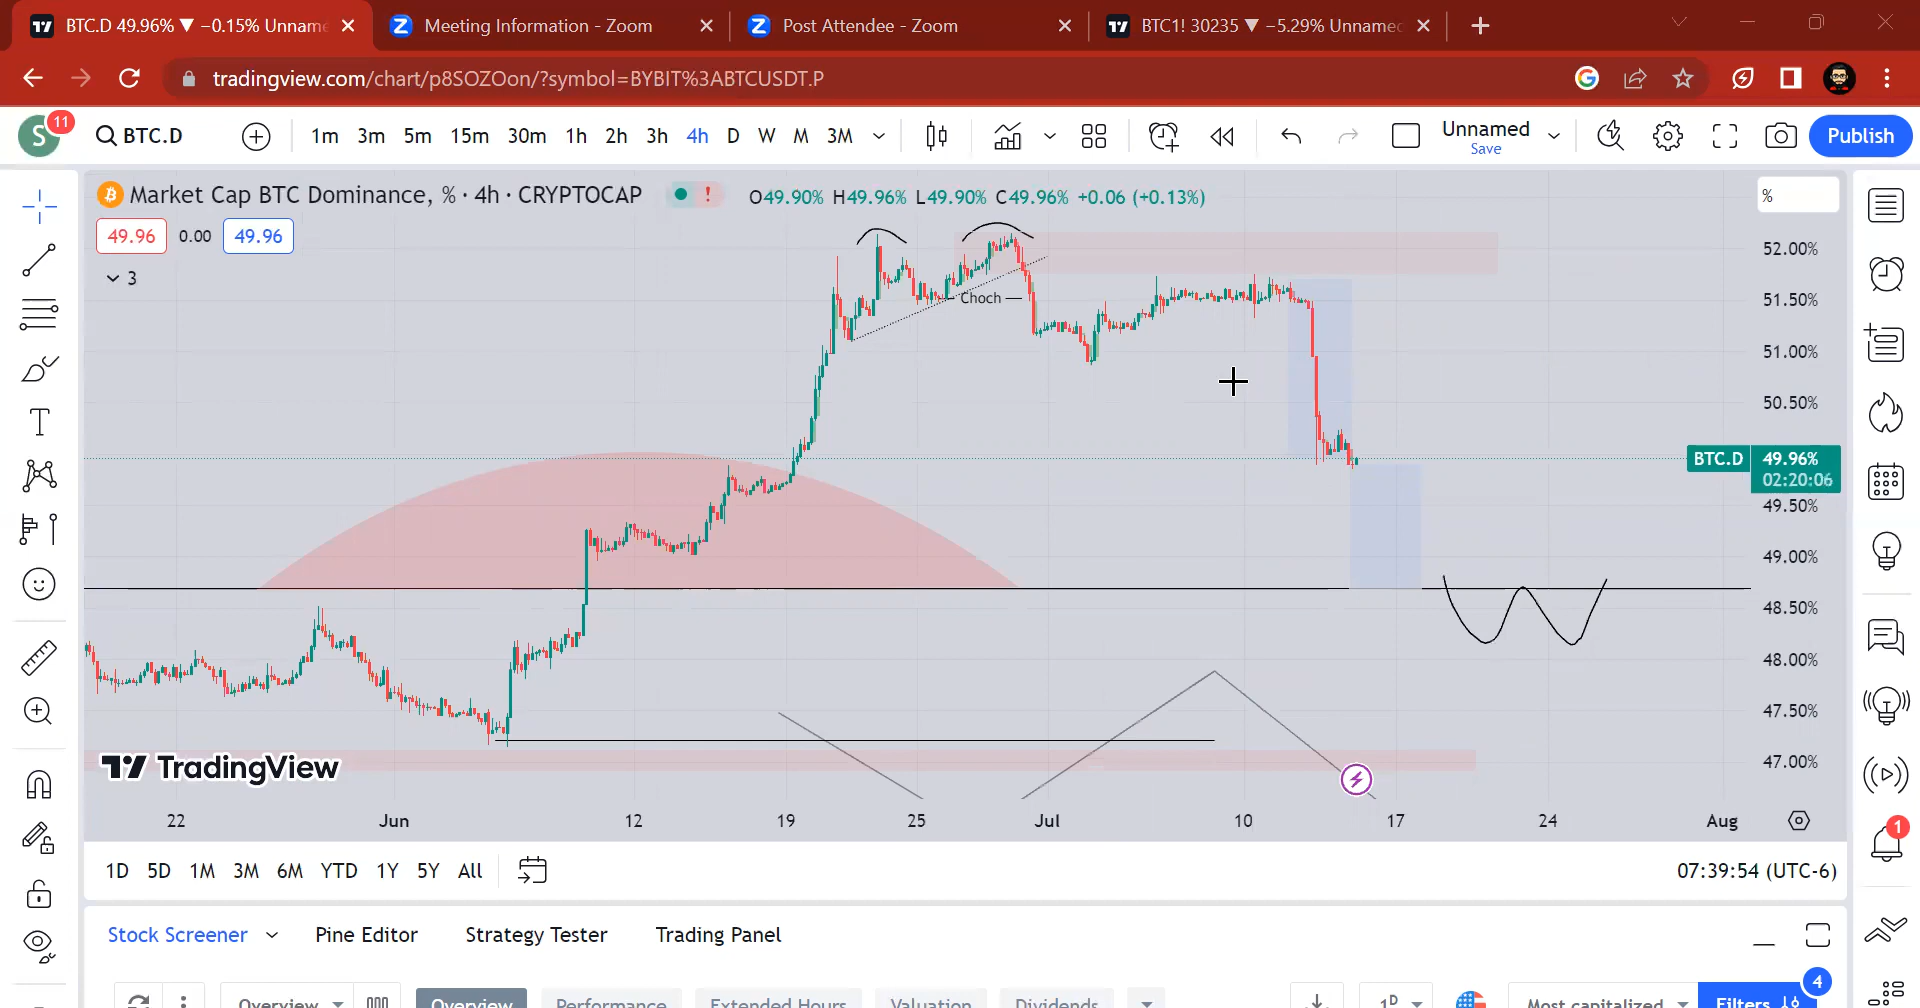 BTC.D 49.96% ▼ −0.15% Unname
Meeting Information - Zoom
Post Attendee - Zoom
BTC1! 30235 ▼ −5.29% Unnamed
tradingview.com/chart/p8SOZOon/?symbol=BYBIT%3ABTCUSDT.P
S 11
BTC.D
1m 3m 5m 15m 30m 1h 2h 3h 4h D W M 3M
Unnamed
Save
Publish
Market Cap BTC Dominance, % · 4h · CRYPTOCAP
! O49.90% H49.96% L49.90% C49.96% +0.06 (+0.13%)
%
49.96 0.00 49.96
3
52.00%
Choch
51.50%
51.00%
50.50%
BTC.D 49.96%
02:20:06
49.50%
49.00%
48.50%
48.00%
47.50%
47.00%
TradingView
22 Jun 12 19 25 Jul 10 17 24 Aug
1
1D 5D 1M 3M 6M YTD 1Y 5Y All
07:39:54 (UTC-6)
Stock Screener Pine Editor Strategy Tester Trading Panel
4
Overview Overview Performance Extended Hours Valuation Dividends 1D Most capitalized Filters